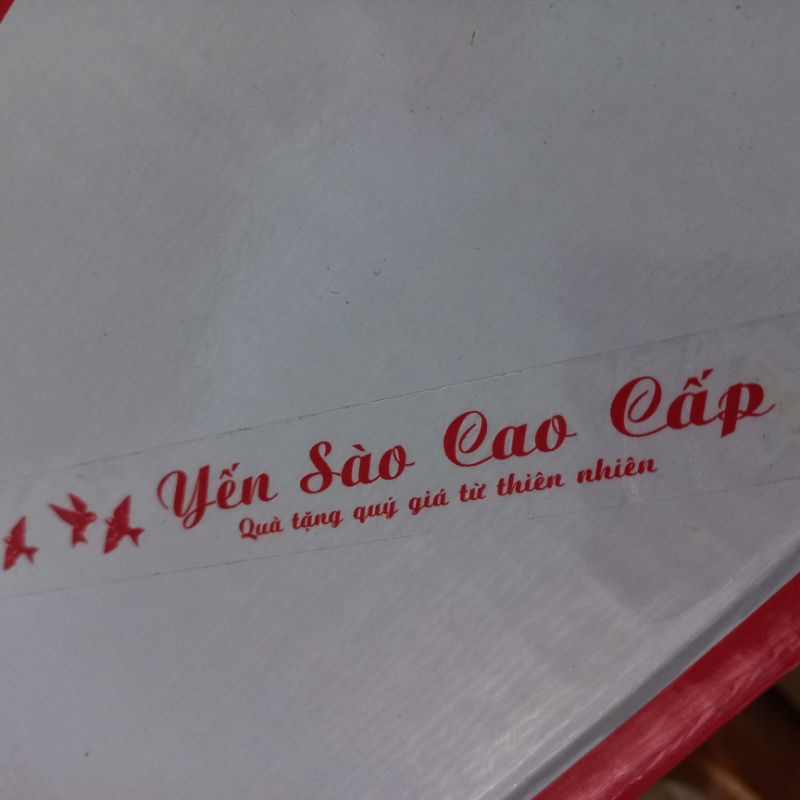 Yến Sào Cao Cấp
Quà tặng quý giá từ thiên nhiên